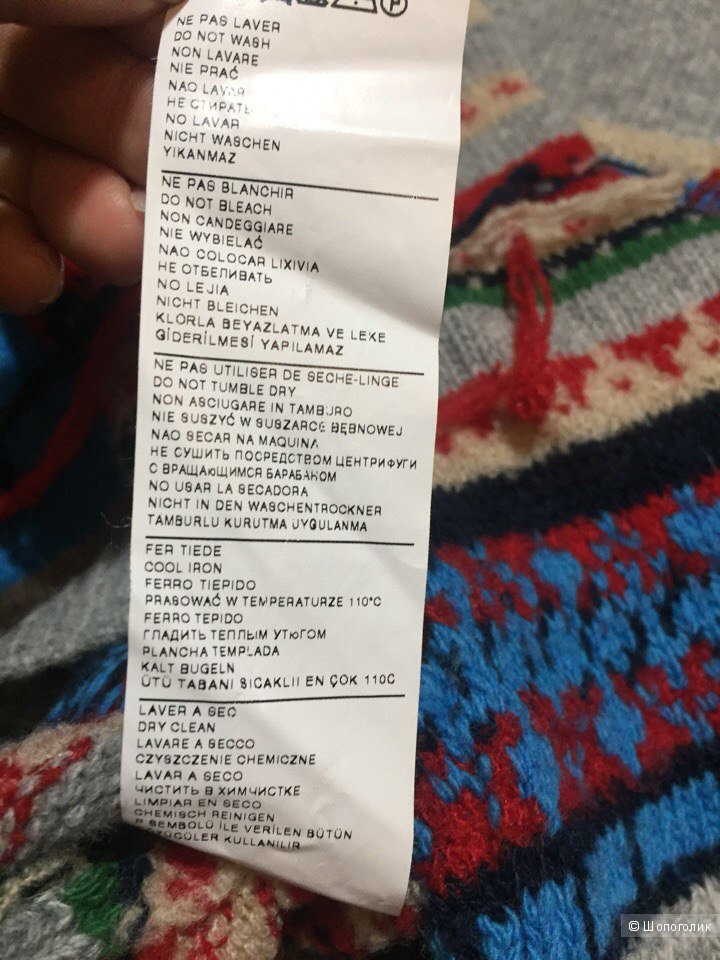 P
NE PAS LAVER
DO NOT WASH
NON LAVARE
NIE PRAĆ
NAO LAVAR
НЕ СТИРАТЬ
NO LAVAR
NICHT WASCHEN
YIKANMAZ
NE PAS BLANCHIR
DO NOT BLEACH
NON CANDEGGIARE
NIE WYBIELAĆ
NAO COLOCAR LIXIVIA
НЕ ОТБЕЛИВАТЬ
NO LEJIA
NICHT BLEICHEN
KLORLA BEYAZLATMA VE LEKE
GİDERİLMESİ YAPILAMAZ
NE PAS UTILISER DE SECHE-LINGE
DO NOT TUMBLE DRY
NON ASCIUGARE IN TAMBURO
NIE SUSZYĆ W SUSZARCE BĘBNOWEJ
NAO SECAR NA MAQUINA
НЕ СУШИТЬ ПОСРЕДСТВОМ ЦЕНТРИФУГИ
С ВРАЩАЮЩИМСЯ БАРАБАНОМ
NO USAR LA SECADORA
NICHT IN DEN WASCHENTROCKNER
TAMBURLU KURUTMA UYGULANMA
FER TIEDE
COOL IRON
FERRO TIEPIDO
PRASOWAĆ W TEMPERATURZE 110°C
FERRO TEPIDO
ГЛАДИТЬ ТЕПЛЫМ УТЮГОМ
PLANCHA TEMPLADA
KALT BUGELN
ÜTÜ TABANI SICAKLII EN ÇOK 110C
LAVER A SEC
DRY CLEAN
LAVARE A SECCO
CZYSZCZENIE CHEMICZNE
LAVAR A SECO
ЧИСТИТЬ В ХИМЧИСТКЕ
LIMPIAR EN SECO
CHEMISCH REINIGEN
P SEMBOLÜ İLE VERİLEN BÜTÜN
ÇÖZÜCÜLER KULLANILIR
© Шопоголик